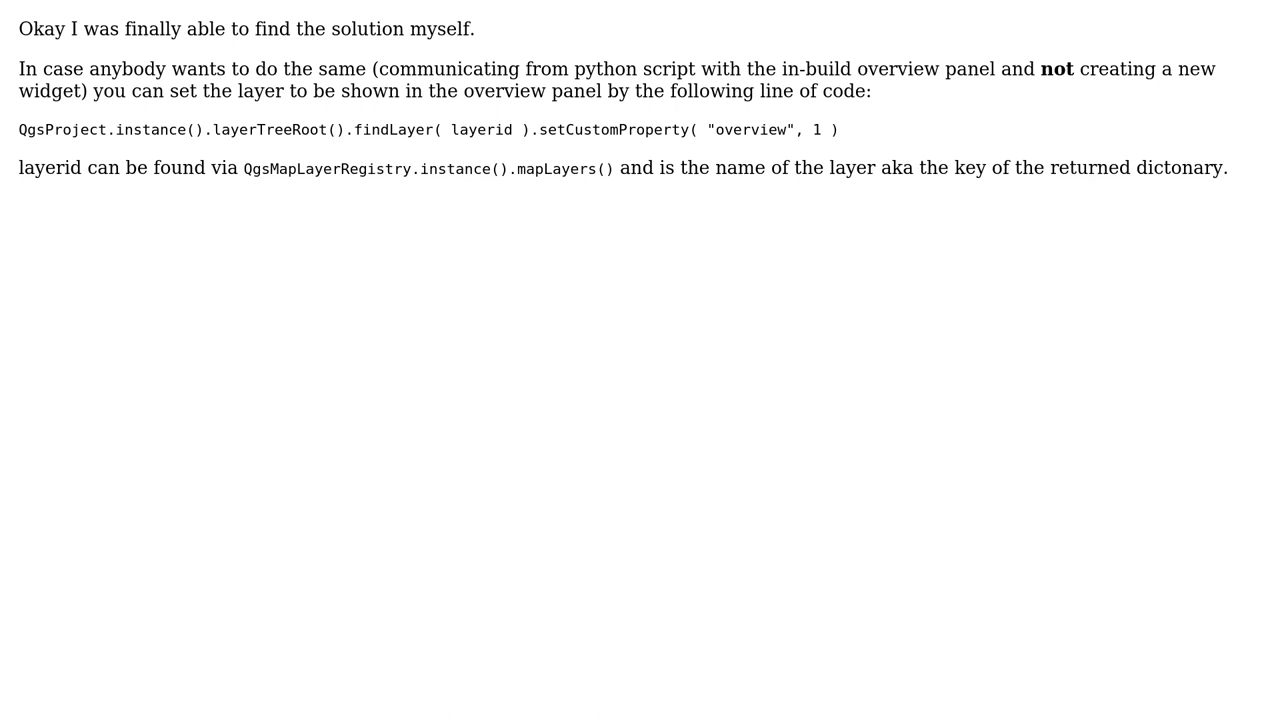 Okay I was finally able to find the solution myself.
In case anybody wants to do the same (communicating from python script with the in-build overview panel and not creating a new
widget) you can set the layer to be shown in the overview panel by the following line of code:
QgsProject.instance().layerTreeRoot().findLayer( layerid ).setCustomProperty( "overview", 1 )
layerid can be found via QgsMapLayerRegistry.instance().mapLayers() and is the name of the layer aka the key of the returned dictonary.